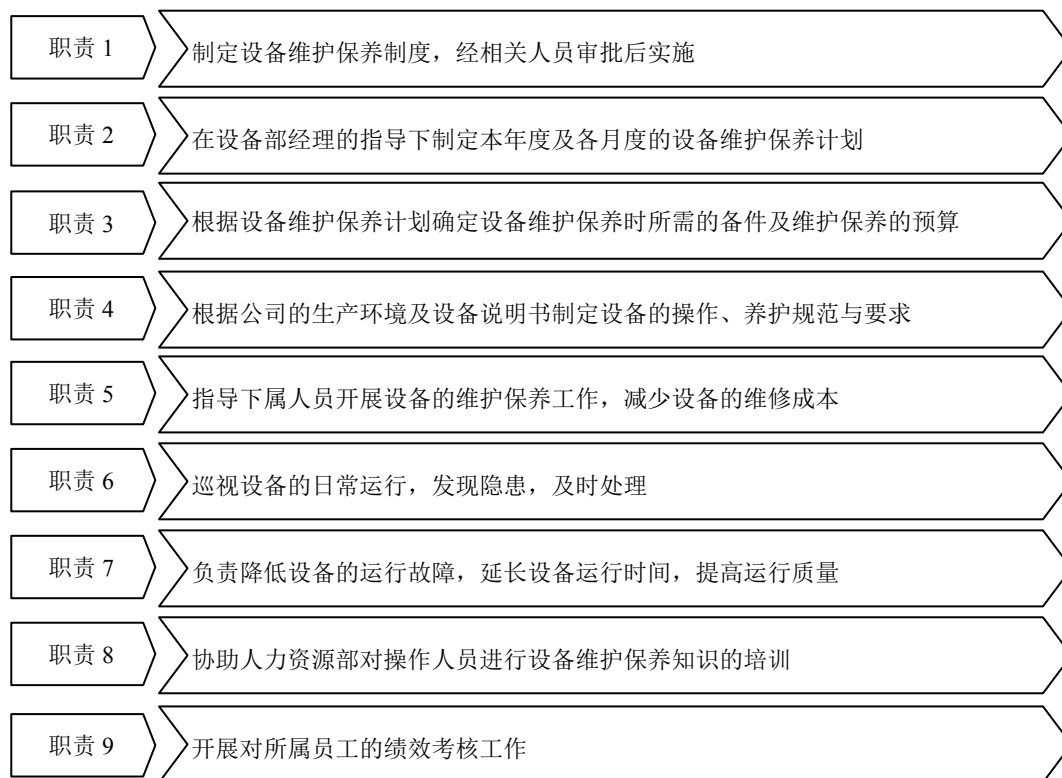 职责 1
制定设备维护保养制度，经相关人员审批后实施
职责 2
在设备部经理的指导下制定本年度及各月度的设备维护保养计划
职责 3
根据设备维护保养计划确定设备维护保养时所需的备件及维护保养的预算
职责 4
根据公司的生产环境及设备说明书制定设备的操作、养护规范与要求
职责 5
指导下属人员开展设备的维护保养工作，减少设备的维修成本
职责 6
巡视设备的日常运行，发现隐患，及时处理
职责 7
负责降低设备的运行故障，延长设备运行时间，提高运行质量
职责 8
协助人力资源部对操作人员进行设备维护保养知识的培训
职责 9
开展对所属员工的绩效考核工作